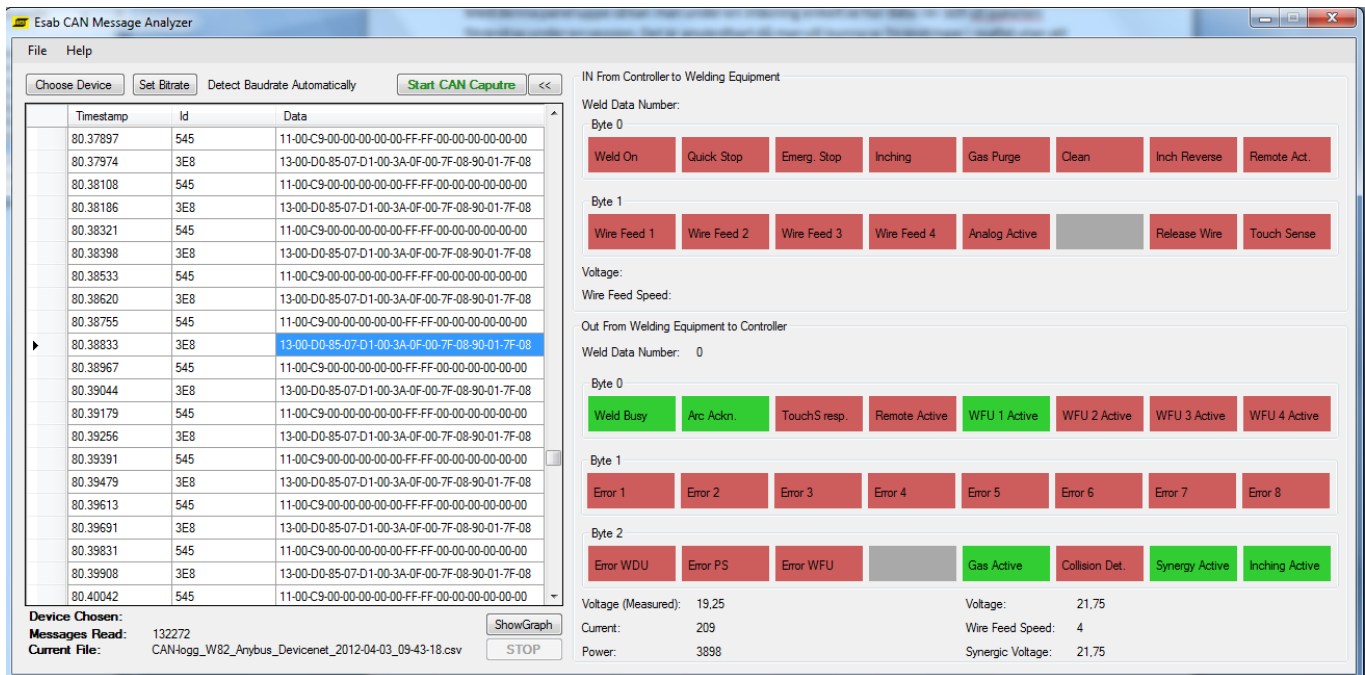 Esab CAN Message Analyzer
File Help
Choose Device Set Bitrate Detect Baudrate Automatically Start CAN Caputre <<
Timestamp Id Data
80.37897 545 11-00-C9-00-00-00-00-00-FF-FF-00-00-00-00-00-00
80.37974 3E8 13-00-D0-85-07-D1-00-3A-0F-00-7F-08-90-01-7F-08
80.38108 545 11-00-C9-00-00-00-00-00-FF-FF-00-00-00-00-00-00
80.38186 3E8 13-00-D0-85-07-D1-00-3A-0F-00-7F-08-90-01-7F-08
80.38321 545 11-00-C9-00-00-00-00-00-FF-FF-00-00-00-00-00-00
80.38398 3E8 13-00-D0-85-07-D1-00-3A-0F-00-7F-08-90-01-7F-08
80.38533 545 11-00-C9-00-00-00-00-00-FF-FF-00-00-00-00-00-00
80.38620 3E8 13-00-D0-85-07-D1-00-3A-0F-00-7F-08-90-01-7F-08
80.38755 545 11-00-C9-00-00-00-00-00-FF-FF-00-00-00-00-00-00
80.38833 3E8 13-00-D0-85-07-D1-00-3A-0F-00-7F-08-90-01-7F-08
80.38967 545 11-00-C9-00-00-00-00-00-FF-FF-00-00-00-00-00-00
80.39044 3E8 13-00-D0-85-07-D1-00-3A-0F-00-7F-08-90-01-7F-08
80.39179 545 11-00-C9-00-00-00-00-00-FF-FF-00-00-00-00-00-00
80.39256 3E8 13-00-D0-85-07-D1-00-3A-0F-00-7F-08-90-01-7F-08
80.39391 545 11-00-C9-00-00-00-00-00-FF-FF-00-00-00-00-00-00
80.39479 3E8 13-00-D0-85-07-D1-00-3A-0F-00-7F-08-90-01-7F-08
80.39613 545 11-00-C9-00-00-00-00-00-FF-FF-00-00-00-00-00-00
80.39691 3E8 13-00-D0-85-07-D1-00-3A-0F-00-7F-08-90-01-7F-08
80.39831 545 11-00-C9-00-00-00-00-00-FF-FF-00-00-00-00-00-00
80.39908 3E8 13-00-D0-85-07-D1-00-3A-0F-00-7F-08-90-01-7F-08
80.40042 545 11-00-C9-00-00-00-00-00-FF-FF-00-00-00-00-00-00
Device Chosen:
Messages Read: 132272
Current File: CAN-logg_W82_Anybus_Devicenet_2012-04-03_09-43-18.csv
ShowGraph
STOP
IN From Controller to Welding Equipment
Weld Data Number:
Byte 0
Weld On Quick Stop Emerg. Stop Inching Gas Purge Clean Inch Reverse Remote Act.
Byte 1
Wire Feed 1 Wire Feed 2 Wire Feed 3 Wire Feed 4 Analog Active Release Wire Touch Sense
Voltage:
Wire Feed Speed:
Out From Welding Equipment to Controller
Weld Data Number: 0
Byte 0
Weld Busy Arc Ackn. TouchS resp. Remote Active WFU 1 Active WFU 2 Active WFU 3 Active WFU 4 Active
Byte 1
Error 1 Error 2 Error 3 Error 4 Error 5 Error 6 Error 7 Error 8
Byte 2
Error WDU Error PS Error WFU Gas Active Collision Det. Synergy Active Inching Active
Voltage (Measured): 19,25 Voltage: 21,75
Current: 209 Wire Feed Speed: 4
Power: 3898 Synergic Voltage: 21,75